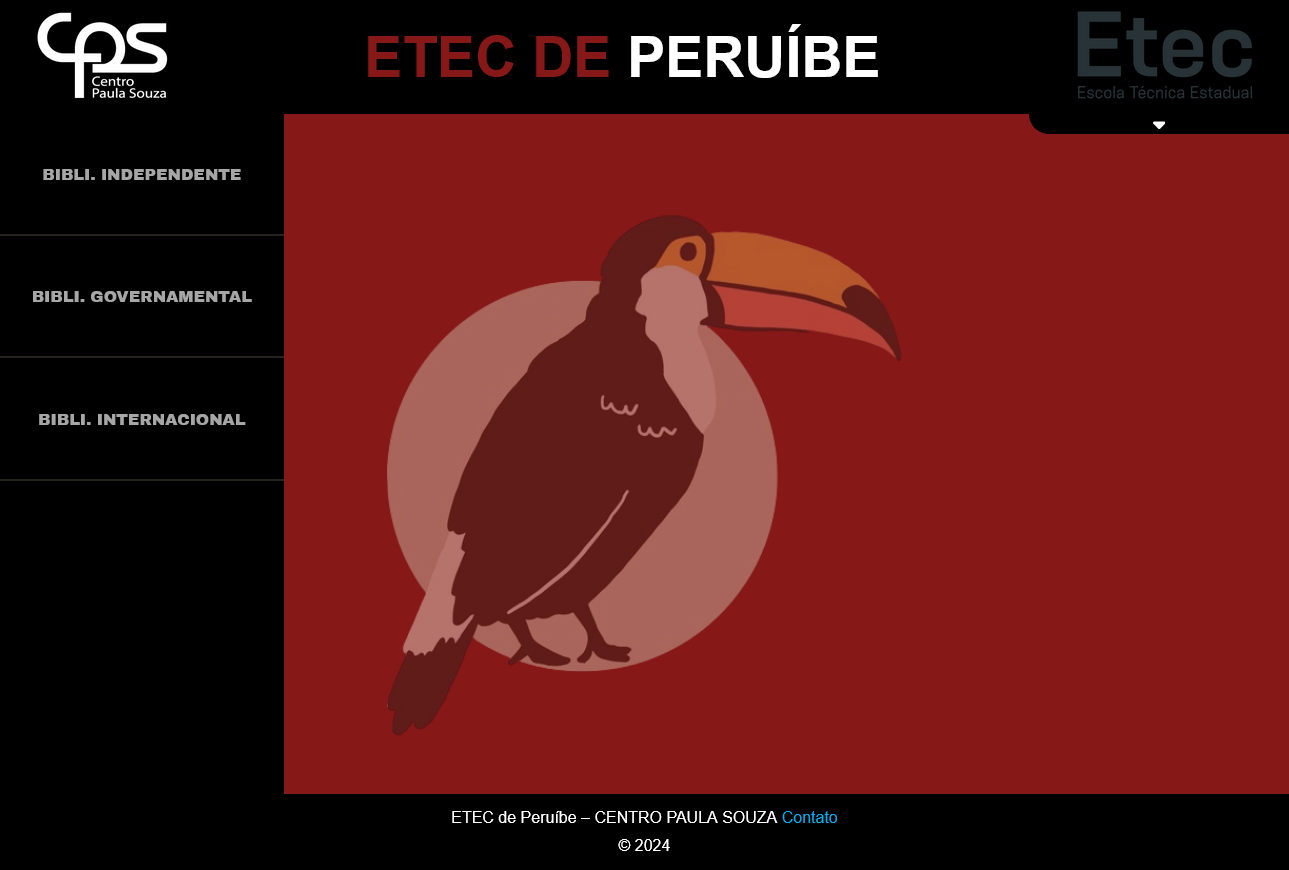 CPS
Centro
Paula Souza
ETEC DE PERUÍBE
Etec
Escola Técnica Estadual
BIBLI. INDEPENDENTE
BIBLI. GOVERNAMENTAL
BIBLI. INTERNACIONAL
ETEC de Peruíbe – CENTRO PAULA SOUZA Contato
© 2024